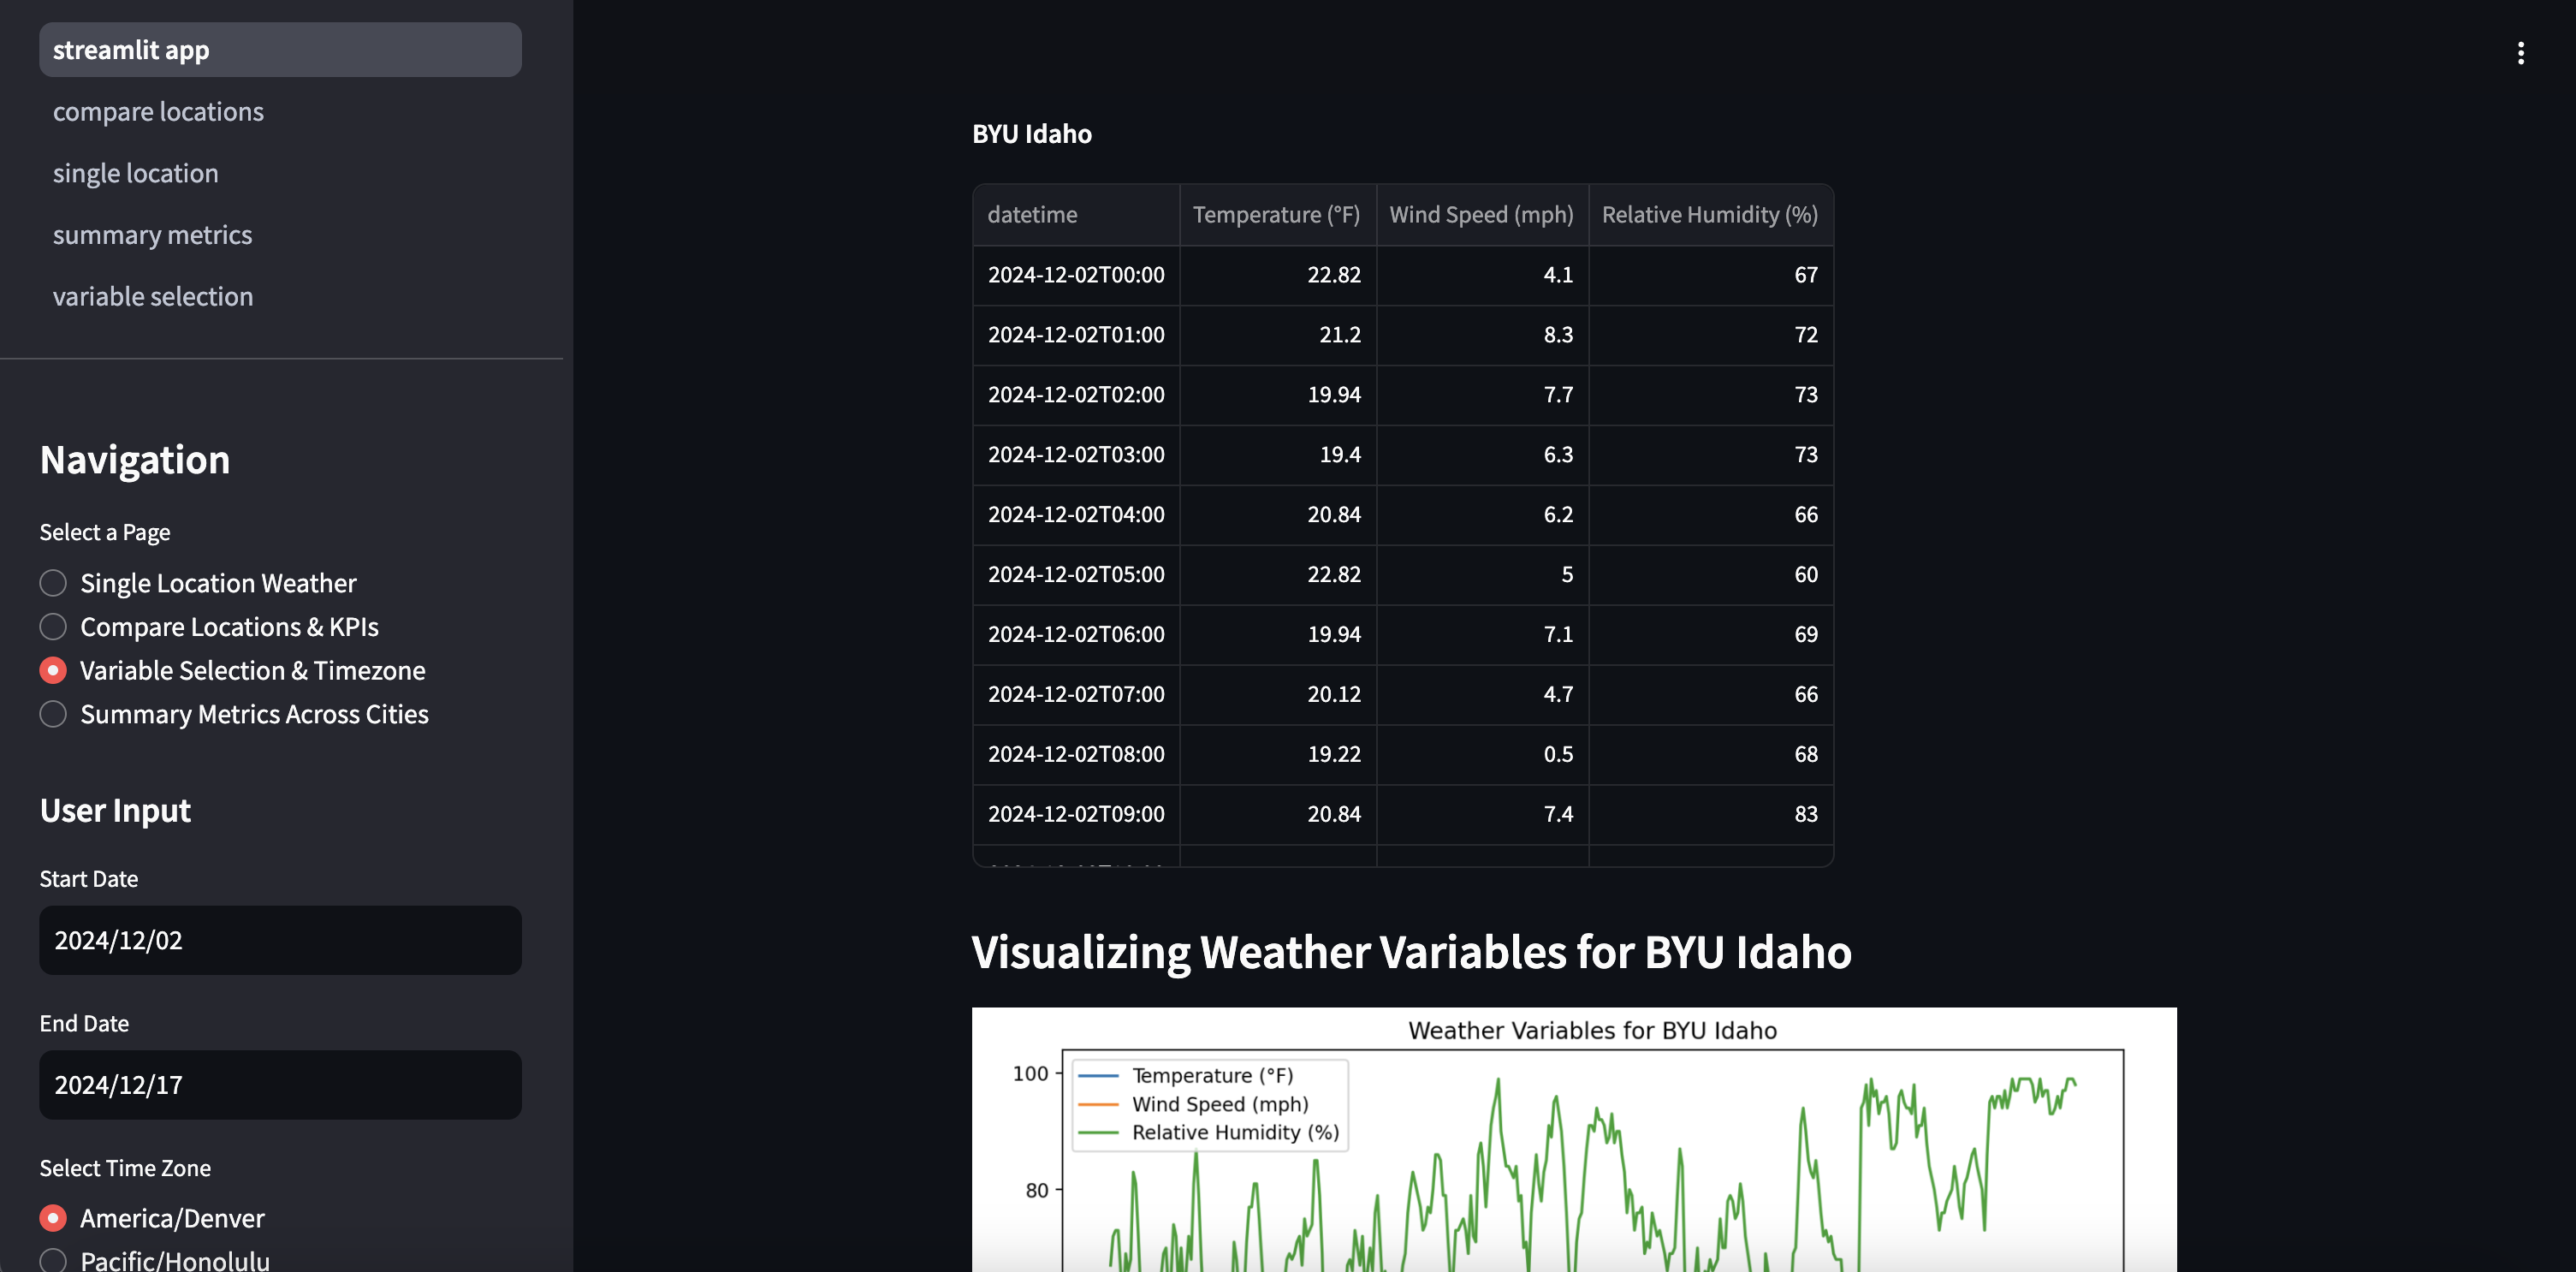 streamlit app
compare locations
single location
summary metrics
variable selection
Navigation
Select a Page
Single Location Weather
Compare Locations & KPIs
Variable Selection & Timezone
Summary Metrics Across Cities
User Input
Start Date
2024/12/02
End Date
2024/12/17
Select Time Zone
America/Denver
Pacific/Honolulu
BYU Idaho
datetime Temperature (°F) Wind Speed (mph) Relative Humidity (%)
2024-12-02T00:00 22.82 4.1 67
2024-12-02T01:00 21.2 8.3 72
2024-12-02T02:00 19.94 7.7 73
2024-12-02T03:00 19.4 6.3 73
2024-12-02T04:00 20.84 6.2 66
2024-12-02T05:00 22.82 5 60
2024-12-02T06:00 19.94 7.1 69
2024-12-02T07:00 20.12 4.7 66
2024-12-02T08:00 19.22 0.5 68
2024-12-02T09:00 20.84 7.4 83
Visualizing Weather Variables for BYU Idaho
Weather Variables for BYU Idaho
100
Temperature (°F)
Wind Speed (mph)
Relative Humidity (%)
80